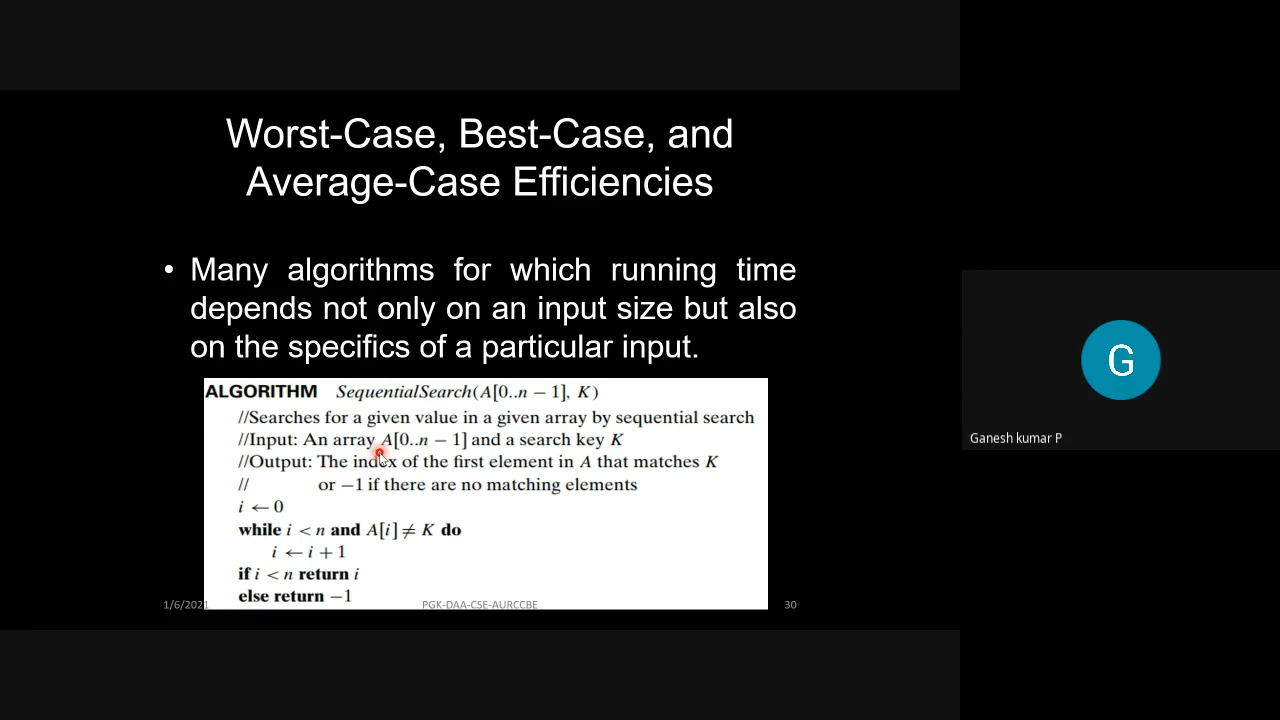 Worst-Case, Best-Case, and
Average-Case Efficiencies
• Many algorithms for which running time
depends not only on an input size but also
on the specifics of a particular input.
ALGORITHM SequentialSearch(A[0..n − 1], K)
//Searches for a given value in a given array by sequential search
//Input: An array A[0..n − 1] and a search key K
//Output: The index of the first element in A that matches K
// or −1 if there are no matching elements
i ← 0
while i < n and A[i] ≠ K do
i ← i + 1
if i < n return i
else return −1
1/6/2021 PGK-DAA-CSE-AURCCBE 30
G
Ganesh kumar P